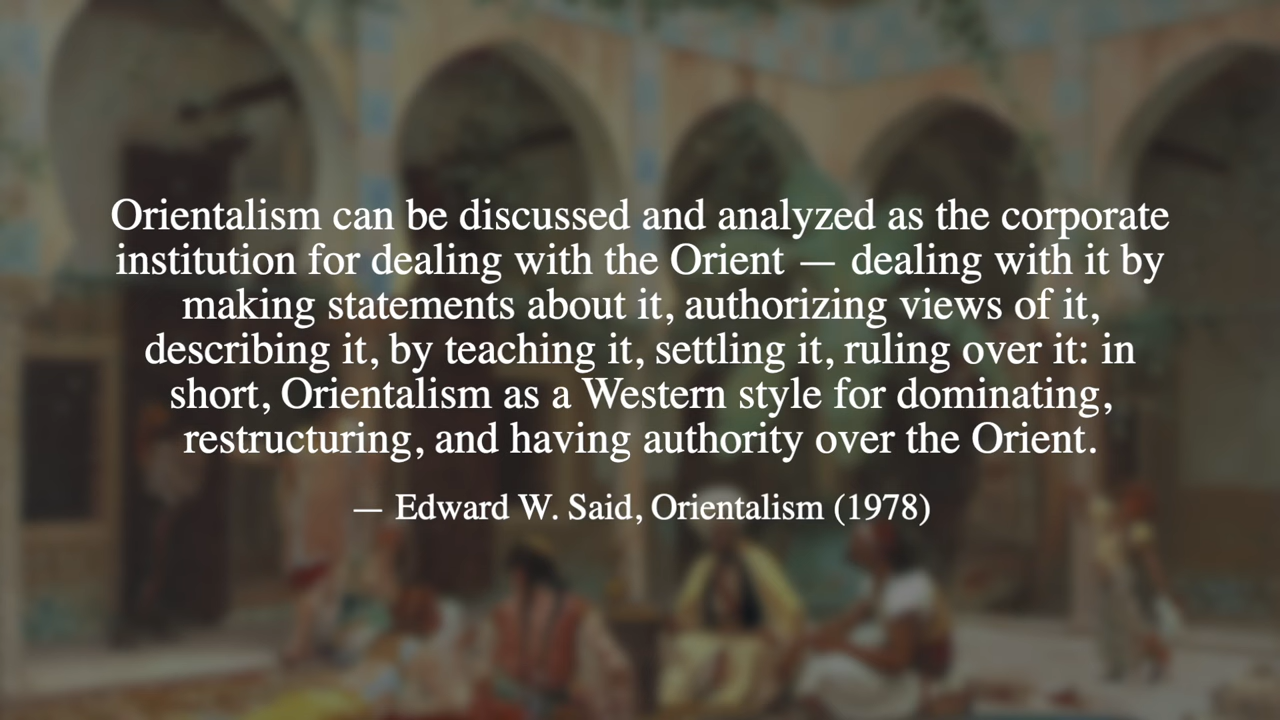 Orientalism can be discussed and analyzed as the corporate
institution for dealing with the Orient — dealing with it by
making statements about it, authorizing views of it,
describing it, by teaching it, settling it, ruling over it: in
short, Orientalism as a Western style for dominating,
restructuring, and having authority over the Orient.
— Edward W. Said, Orientalism (1978)